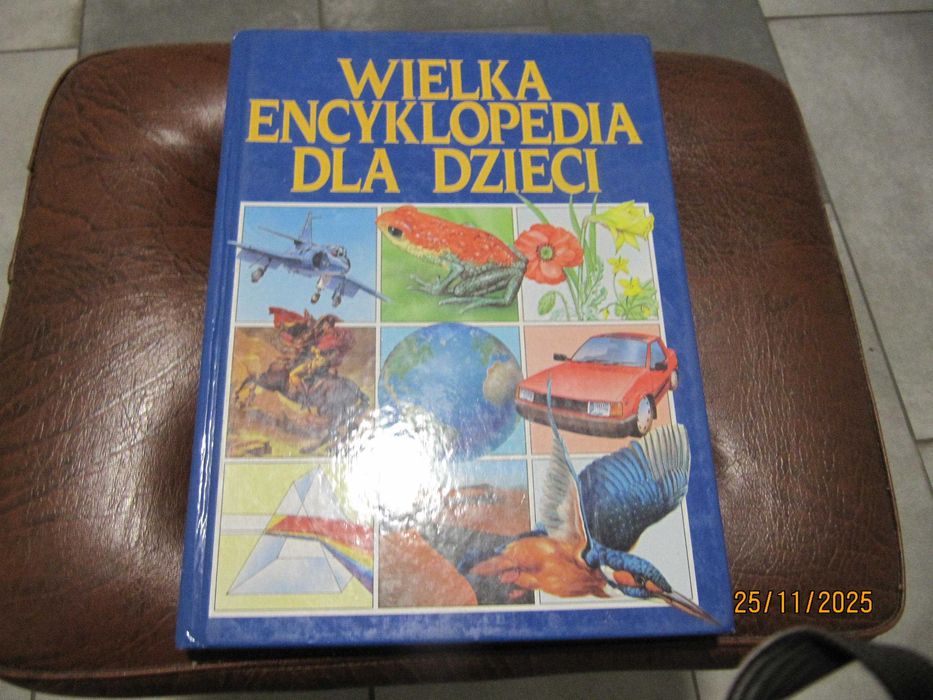 WIELKA
ENCYKLOPEDIA
DLA DZIECI
25/11/2025